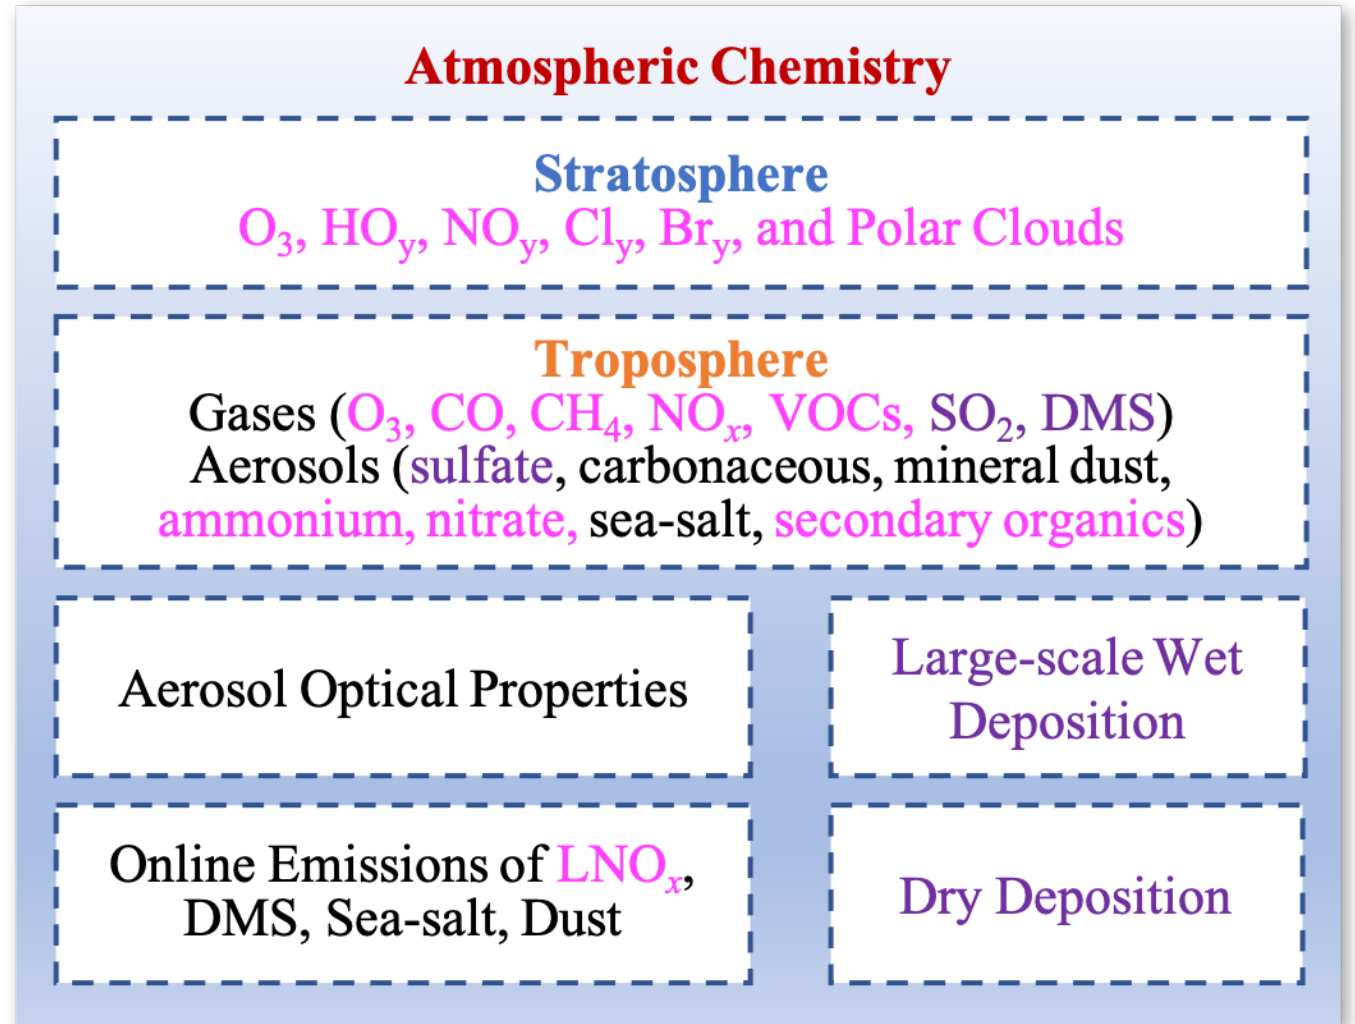 Atmospheric Chemistry
Stratosphere
O₃, HOy, NOy, Cly, Bry, and Polar Clouds
Troposphere
Gases (O₃, CO, CH₄, NOₓ, VOCs, SO₂, DMS)
Aerosols (sulfate, carbonaceous, mineral dust,
ammonium, nitrate, sea-salt, secondary organics)
Aerosol Optical Properties
Large-scale Wet
Deposition
Online Emissions of LNOₓ,
DMS, Sea-salt, Dust
Dry Deposition